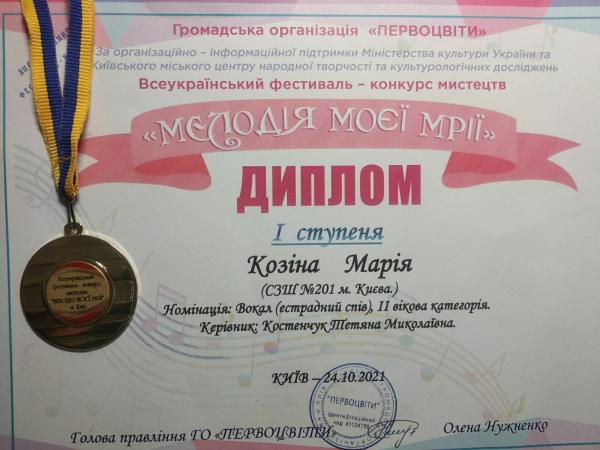 Громадська організація «ПЕРВОЦВІТИ»
За організаційно – інформаційної підтримки Міністерства культури України та
Київського міського центру народної творчості та культурологічних досліджень
Всеукраїнський фестиваль – конкурс мистецтв
«МЕЛОДІЯ МОЄЇ МРІЇ»
ДИПЛОМ
І ступеня
Козіна Марія
(СЗШ №201 м. Києва.)
Номінація: Вокал (естрадний спів), ІІ вікова категорія.
Керівник: Костенчук Тетяна Миколаївна.
Всеукраїнський
фестиваль - конкурс
мистецтв
"МЕЛОДІЯ МОЄЇ МРІЇ"
м. Київ
КИЇВ – 24.10.2021
"ПЕРВОЦВІТИ"
Ідентифікаційний
код
Голова правління ГО «ПЕРВОЦВІТИ»
Олена Нужненко